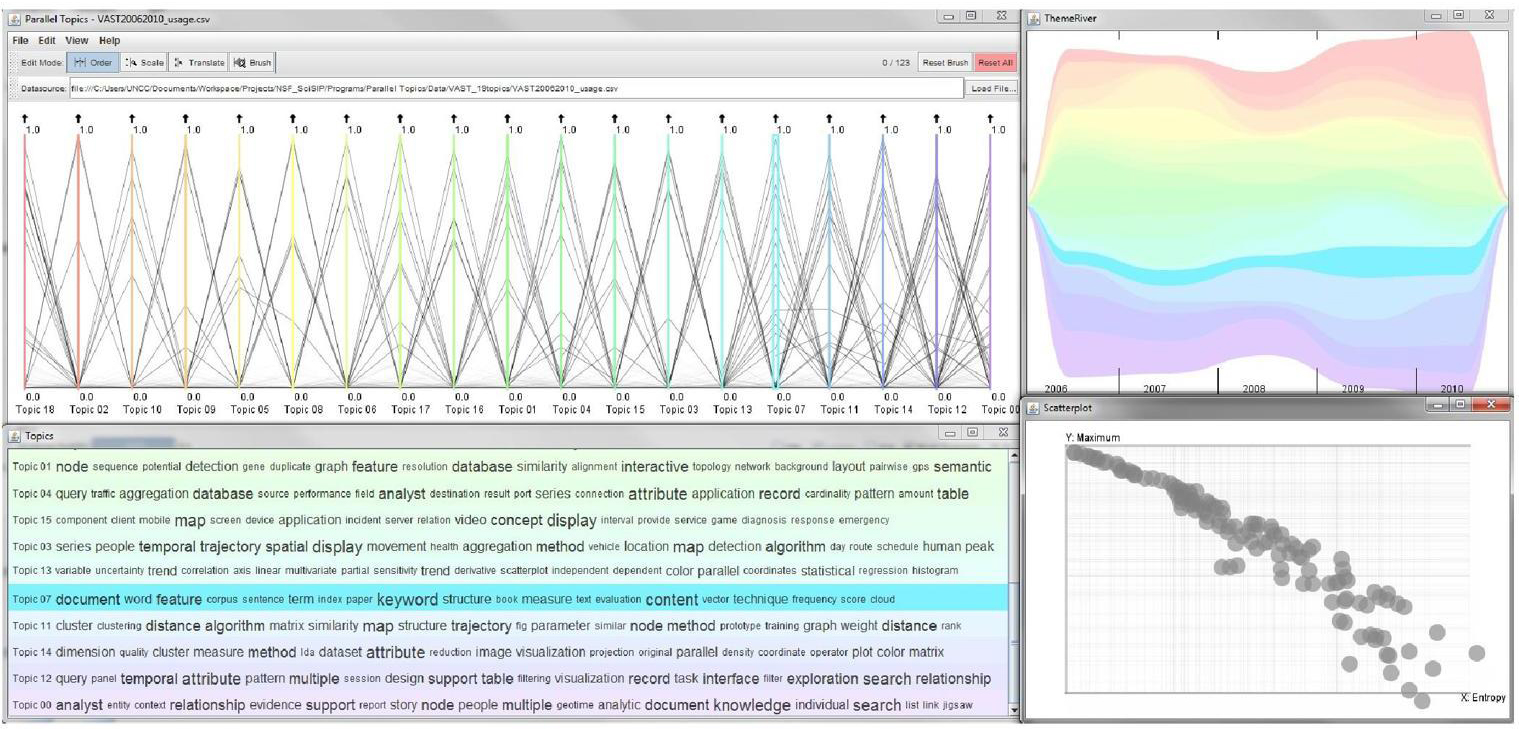 Parallel Topics - VAST20062010_usage.csv
File Edit View Help
Edit Mode: Order Scale Translate Brush 0 / 123 Reset Brush Reset All
Datasource: file:///C:/Users/UNCC/Documents/Workspace/Projects/NSF_SciSIP/Programs/Parallel Topics/Data/VAST_19topics/VAST20062010_usage.csv Load File...
1.0 1.0 1.0 1.0 1.0 1.0 1.0 1.0 1.0 1.0 1.0 1.0 1.0 1.0 1.0 1.0 1.0 1.0 1.0
0.0 0.0 0.0 0.0 0.0 0.0 0.0 0.0 0.0 0.0 0.0 0.0 0.0 0.0 0.0 0.0 0.0 0.0 0.0
Topic 18 Topic 02 Topic 10 Topic 09 Topic 05 Topic 08 Topic 06 Topic 17 Topic 16 Topic 01 Topic 04 Topic 15 Topic 03 Topic 13 Topic 07 Topic 11 Topic 14 Topic 12 Topic 00
ThemeRiver
2006 2007 2008 2009 2010
Topics
Topic 01 node sequence potential detection gene duplicate graph feature resolution database similarity alignment interactive topology network background layout pairwise gps semantic
Topic 04 query traffic aggregation database source performance field analyst destination result port series connection attribute application record cardinality pattern amount table
Topic 15 component client mobile map screen device application incident server relation video concept display interval provide service game diagnosis response emergency
Topic 03 series people temporal trajectory spatial display movement health aggregation method vehicle location map detection algorithm day route schedule human peak
Topic 13 variable uncertainty trend correlation axis linear multivariate partial sensitivity trend derivative scatterplot independent dependent color parallel coordinates statistical regression histogram
Topic 07 document word feature corpus sentence term index paper keyword structure book measure text evaluation content vector technique frequency score cloud
Topic 11 cluster clustering distance algorithm matrix similarity map structure trajectory fig parameter similar node method prototype training graph weight distance rank
Topic 14 dimension quality cluster measure method lda dataset attribute reduction image visualization projection original parallel density coordinate operator plot color matrix
Topic 12 query panel temporal attribute pattern multiple session design support table filtering visualization record task interface filter exploration search relationship
Topic 00 analyst entity context relationship evidence support report story node people multiple geotime analytic document knowledge individual search list link jigsaw
Scatterplot
Y: Maximum
X: Entropy